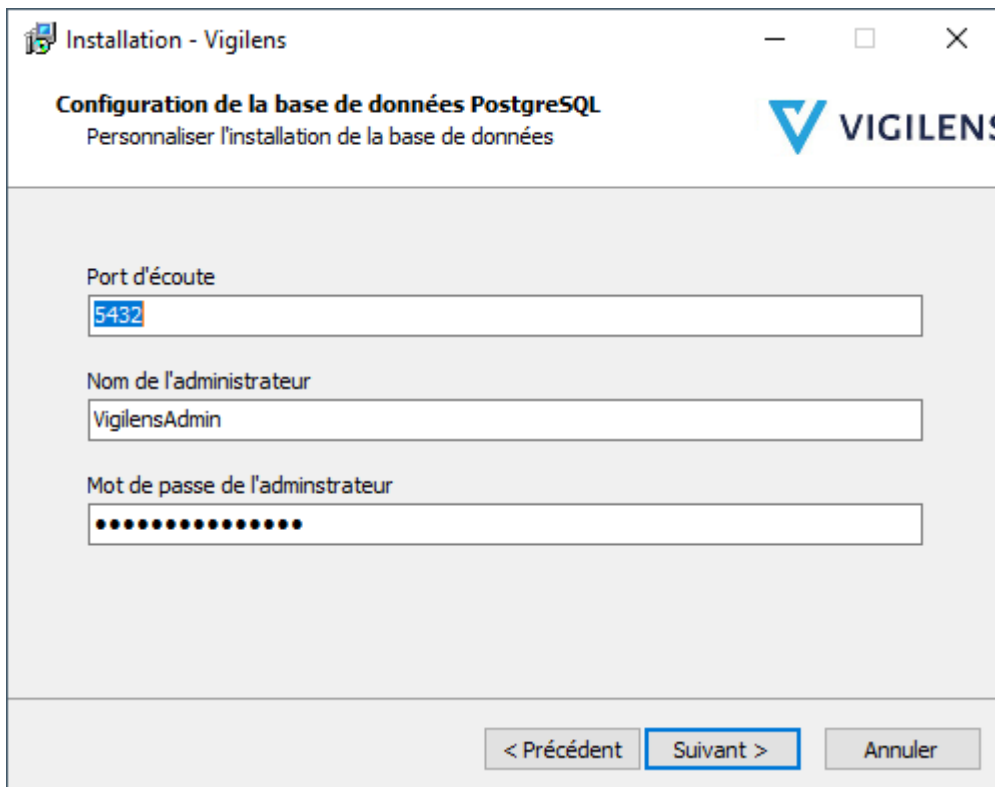 Installation - Vigilens
Configuration de la base de données PostgreSQL
Personnaliser l'installation de la base de données
VIGILENS
Port d'écoute
5432
Nom de l'administrateur
VigilensAdmin
Mot de passe de l'adminstrateur
•••••••••••••••
< Précédent
Suivant >
Annuler